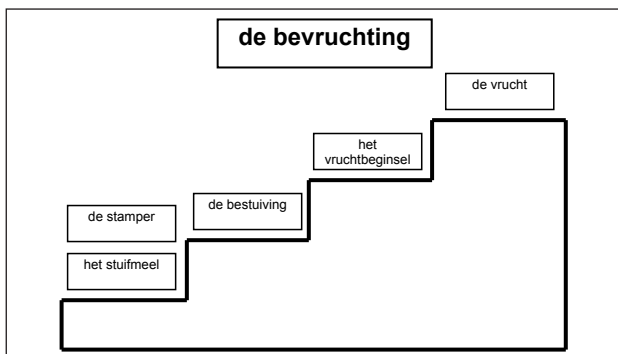 de bevruchting
de vrucht
het
vruchtbeginsel
de bestuiving
de stamper
het stuifmeel